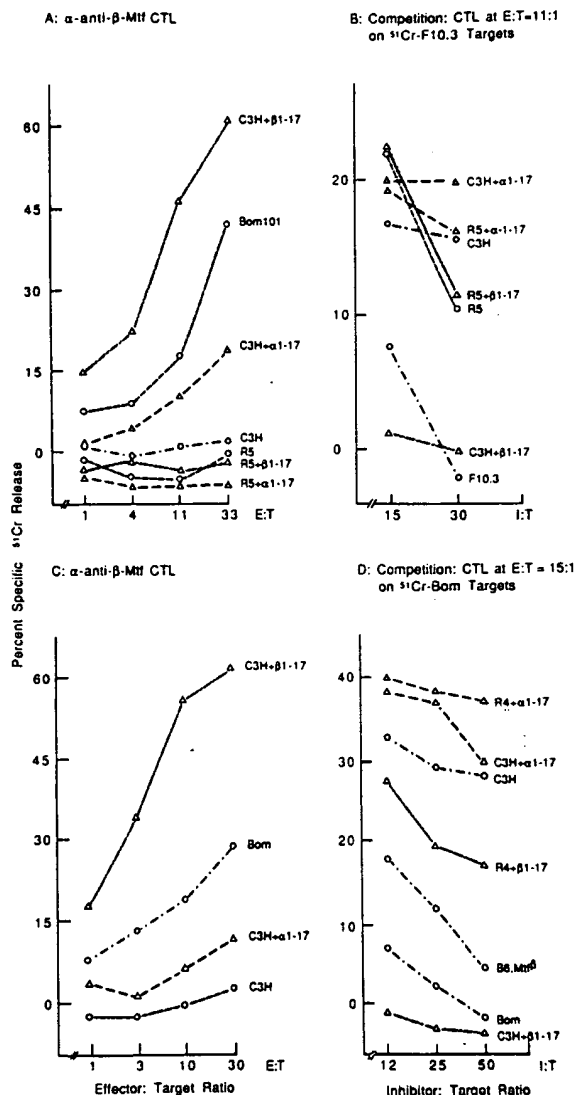 A: α-anti-β-Mtf CTL
B: Competition: CTL at E:T=11:1
on ⁵¹Cr-F10.3 Targets
Percent Specific ⁵¹Cr Release
60
45
30
15
0
C3H+β1-17
Bom101
C3H+α1-17
C3H
R5
R5+β1-17
R5+α1-17
1
4
11
33
E:T
20
10
0
C3H+α1-17
R5+α-1-17
C3H
R5+β1-17
R5
C3H+β1-17
F10.3
15
30
I:T
C: α-anti-β-Mtf CTL
D: Competition: CTL at E:T = 15:1
on ⁵¹Cr-Bom Targets
60
45
30
15
0
C3H+β1-17
Bom
C3H+α1-17
C3H
1
3
10
30
E:T
Effector: Target Ratio
40
30
20
10
0
R4+α1-17
C3H+α1-17
C3H
R4+β1-17
B6.Mtfᵝ
Bom
C3H+β1-17
12
25
50
I:T
Inhibitor: Target Ratio